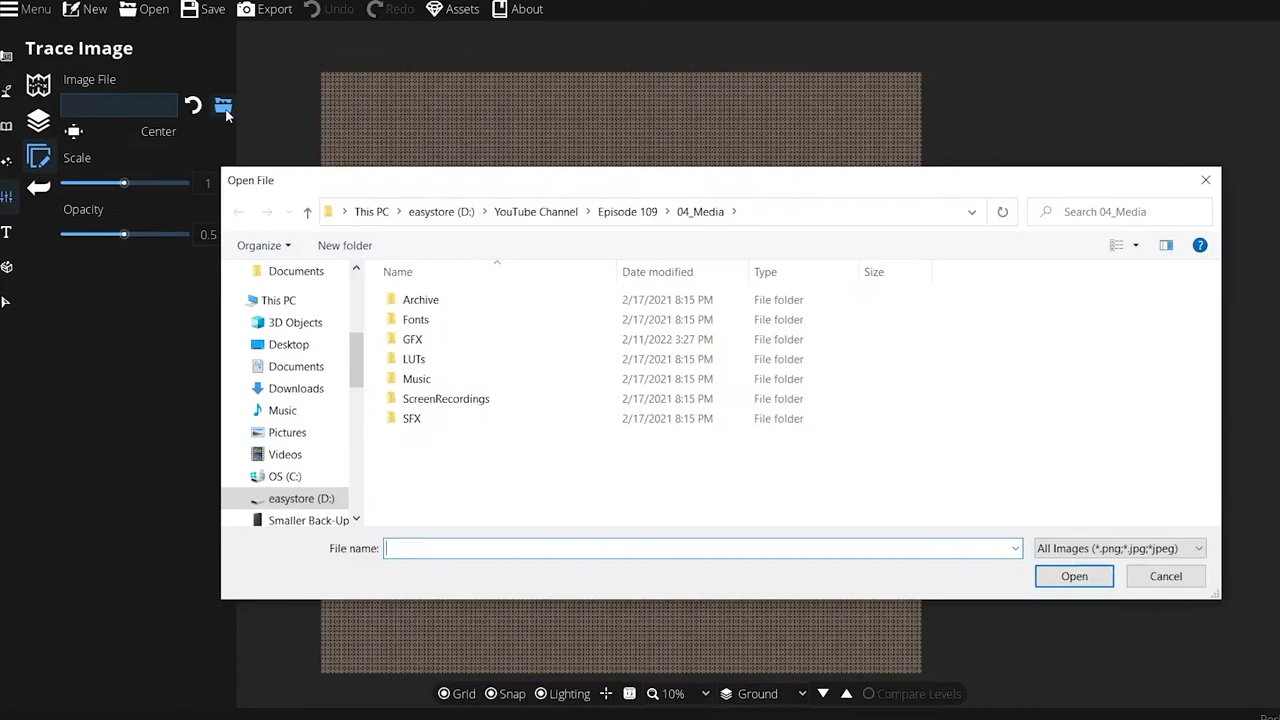 Menu New Open Save Export Undo Redo Assets About
Trace Image
Image File
Center
Scale
1
Opacity
0.5
T
Open File
This PC > easystore (D:) > YouTube Channel > Episode 109 > 04_Media >
Search 04_Media
Organize New folder
Name Date modified Type Size
Documents
This PC
3D Objects
Desktop
Documents
Downloads
Music
Pictures
Videos
OS (C:)
easystore (D:)
Smaller Back-Up
Archive 2/17/2021 8:15 PM File folder
Fonts 2/17/2021 8:15 PM File folder
GFX 2/11/2022 3:27 PM File folder
LUTs 2/17/2021 8:15 PM File folder
Music 2/17/2021 8:15 PM File folder
ScreenRecordings 2/17/2021 8:15 PM File folder
SFX 2/17/2021 8:15 PM File folder
File name: All Images (*.png;*.jpg;*jpeg)
Open Cancel
Grid Snap Lighting 10% Ground Compare Levels